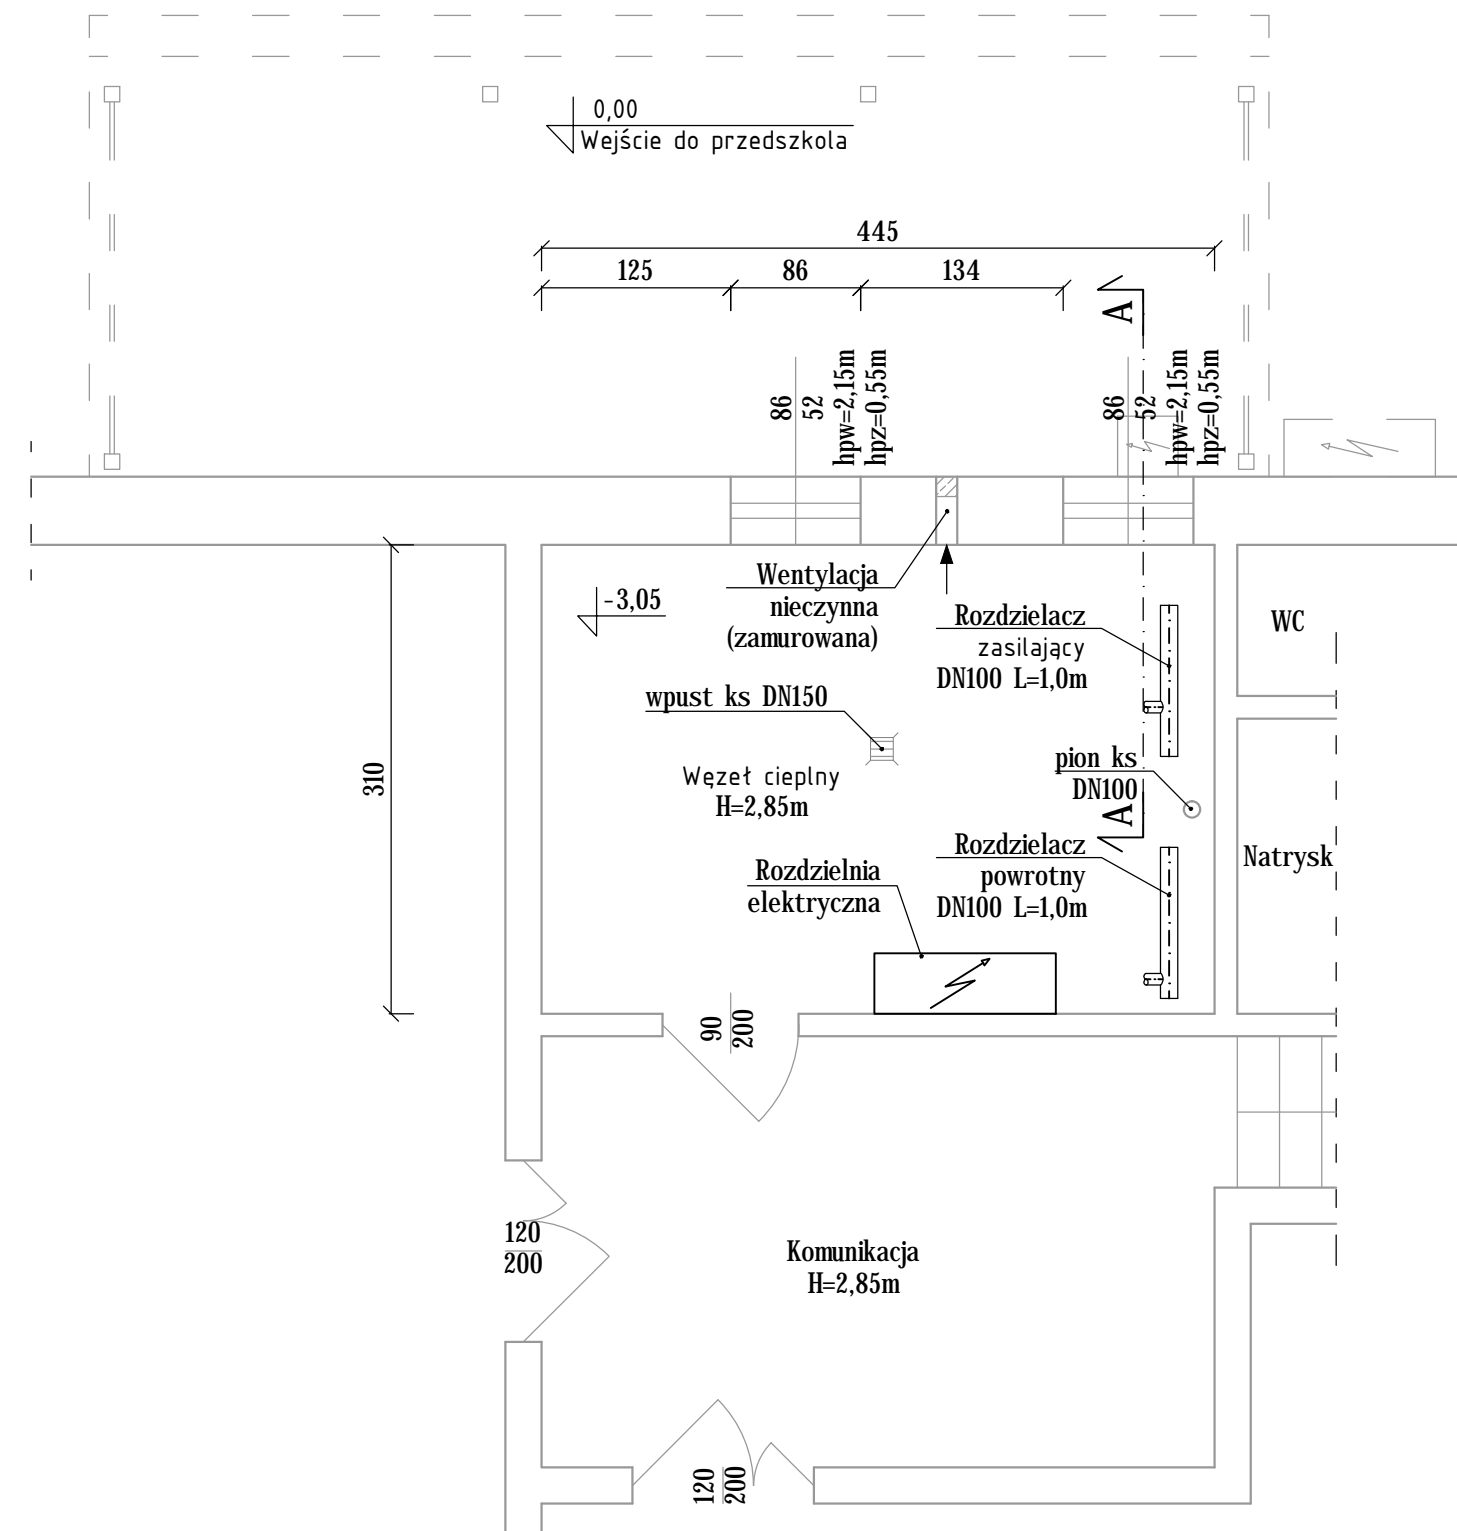 0,00
Wejście do przedszkola
445
125
86
134
A
86
52
hpw=2,15m
hpz=0,55m
86
52
hpw=2,15m
hpz=0,55m
Wentylacja
nieczynna
(zamurowana)
-3,05
Rozdzielacz
zasilający
DN100 L=1,0m
WC
wpust ks DN150
310
Węzeł cieplny
H=2,85m
pion ks
DN100
A
Rozdzielacz
powrotny
DN100 L=1,0m
Natrysk
Rozdzielnia
elektryczna
90
200
120
200
Komunikacja
H=2,85m
120
200